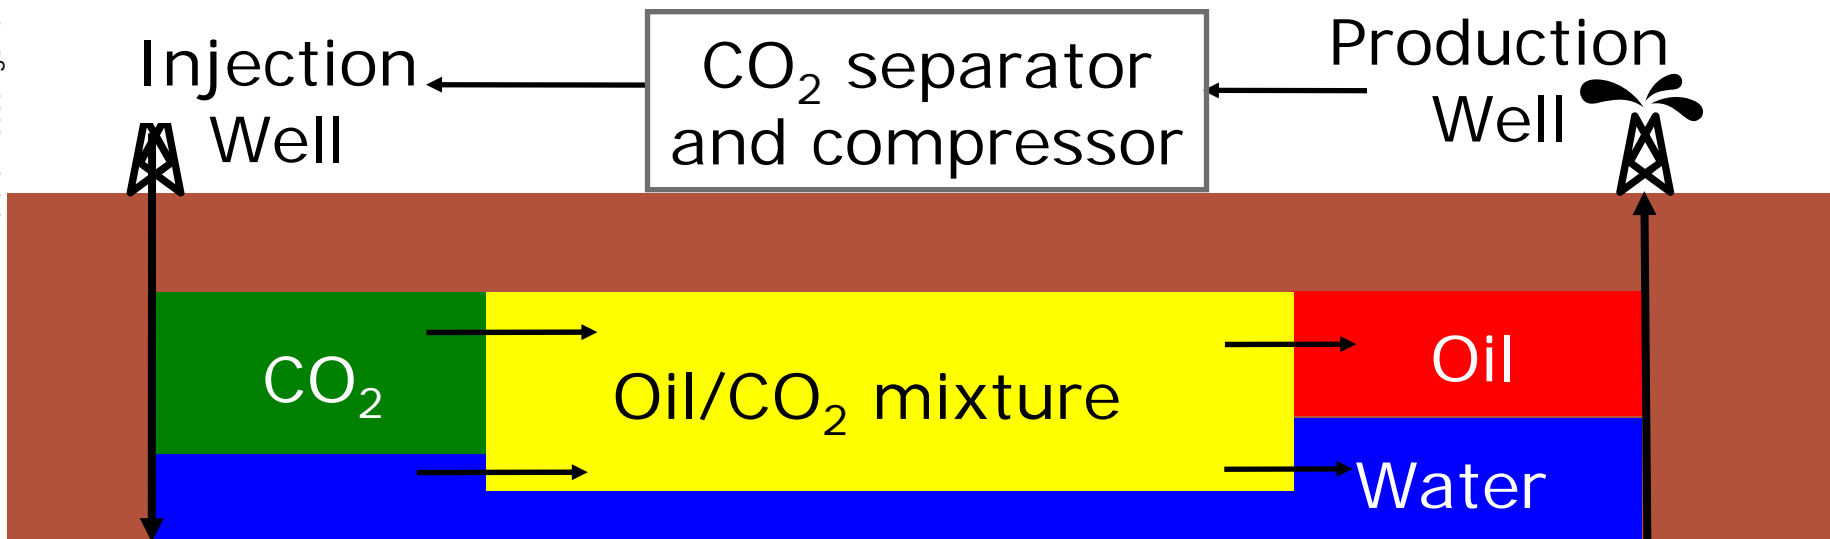 Injection
Well
CO₂ separator
and compressor
Production
Well
CO₂
Oil/CO₂ mixture
Oil
Water